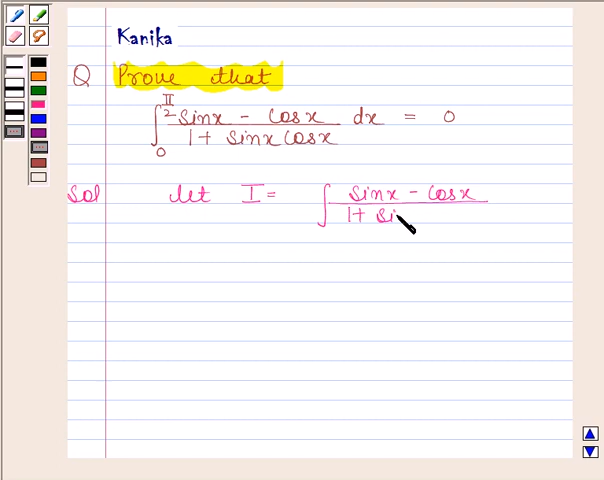 Kanika
Q Prove that
∫₀^{π/2} (sinx - cosx)/(1 + sinx cosx) dx = 0
Sol let I = ∫ (sinx - cosx)/(1 + si